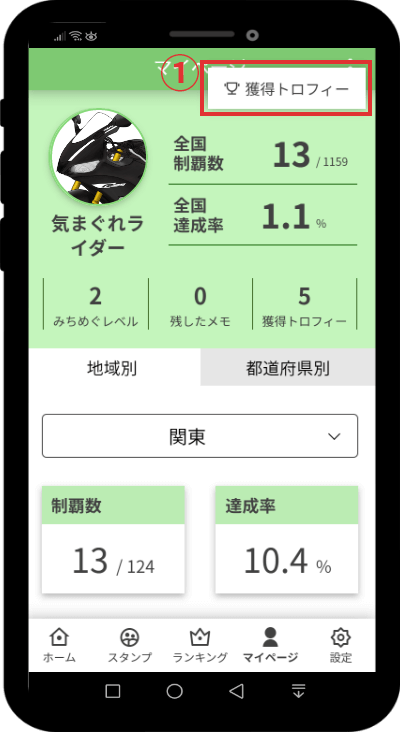 マイページ
①
獲得トロフィー
気まぐれラ
イダー
全国
制覇数
13 / 1159
全国
達成率
1.1 %
2
みちめぐレベル
0
残したメモ
5
獲得トロフィー
地域別
都道府県別
関東
制覇数
13 / 124
達成率
10.4 %
ホーム
スタンプ
ランキング
マイページ
設定